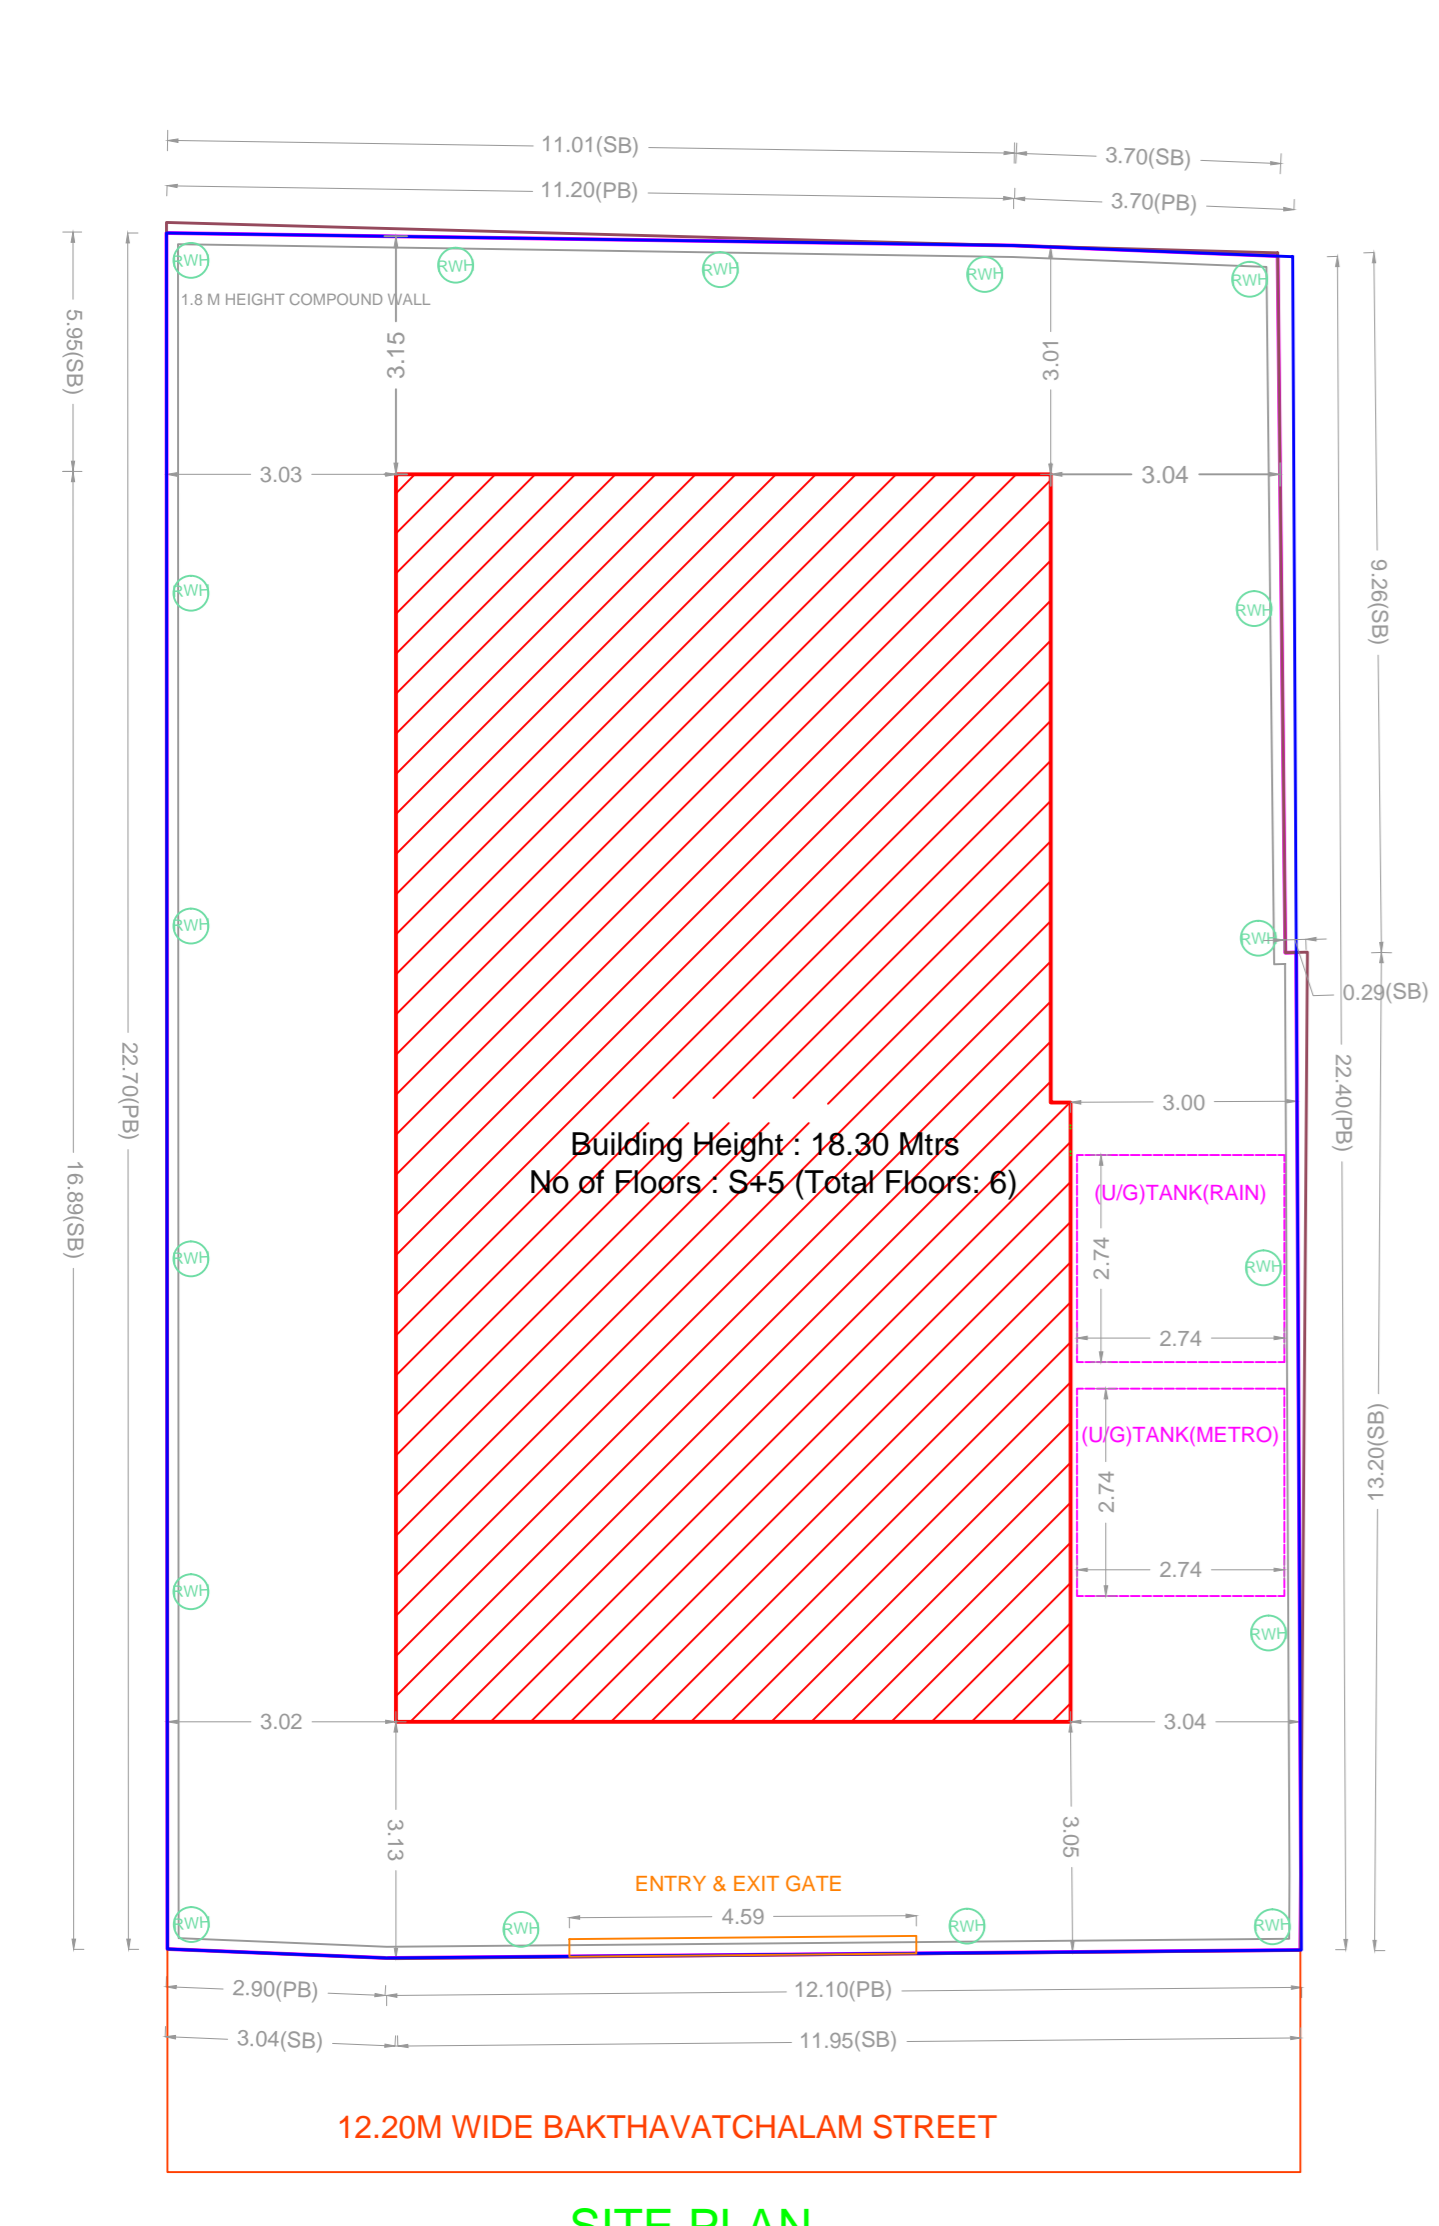 11.01(SB)
3.70(SB)
11.20(PB)
3.70(PB)
RWH
RWH
RWH
RWH
RWH
1.8 M HEIGHT COMPOUND WALL
5.95(SB)
3.15
3.01
3.03
3.04
9.26(SB)
RWH
RWH
RWH
RWH
0.29(SB)
22.70(PB)
22.40(PB)
3.00
Building Height : 18.30 Mtrs
No of Floors : S+5 (Total Floors: 6)
16.89(SB)
(U/G)TANK(RAIN)
2.74
RWH
RWH
2.74
(U/G)TANK(METRO)
13.20(SB)
2.74
2.74
RWH
RWH
3.02
3.04
3.13
3.05
ENTRY & EXIT GATE
4.59
RWH
RWH
RWH
RWH
2.90(PB)
12.10(PB)
3.04(SB)
11.95(SB)
12.20M WIDE BAKTHAVATCHALAM STREET
SITE PLAN